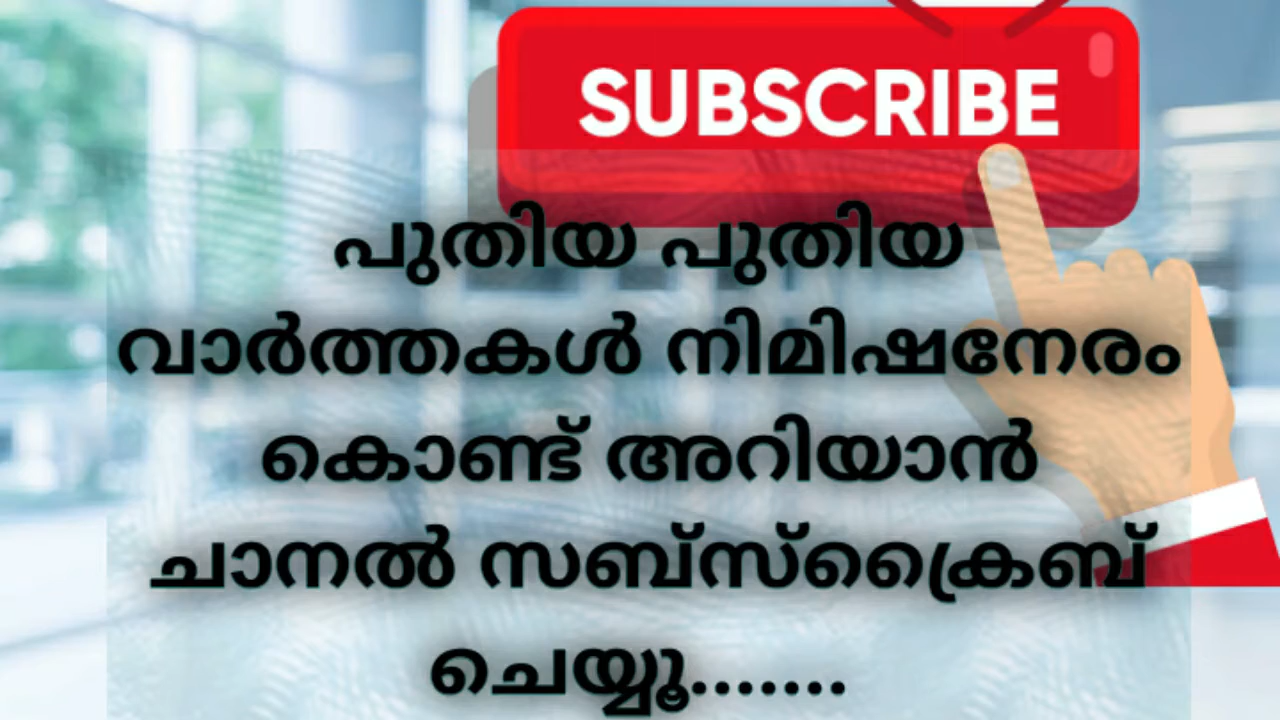 SUBSCRIBE
പുതിയ പുതിയ
വാർത്തകൾ നിമിഷനേരം
കൊണ്ട് അറിയാൻ
ചാനൽ സബ്സ്ക്രൈബ്
ചെയ്യൂ.......